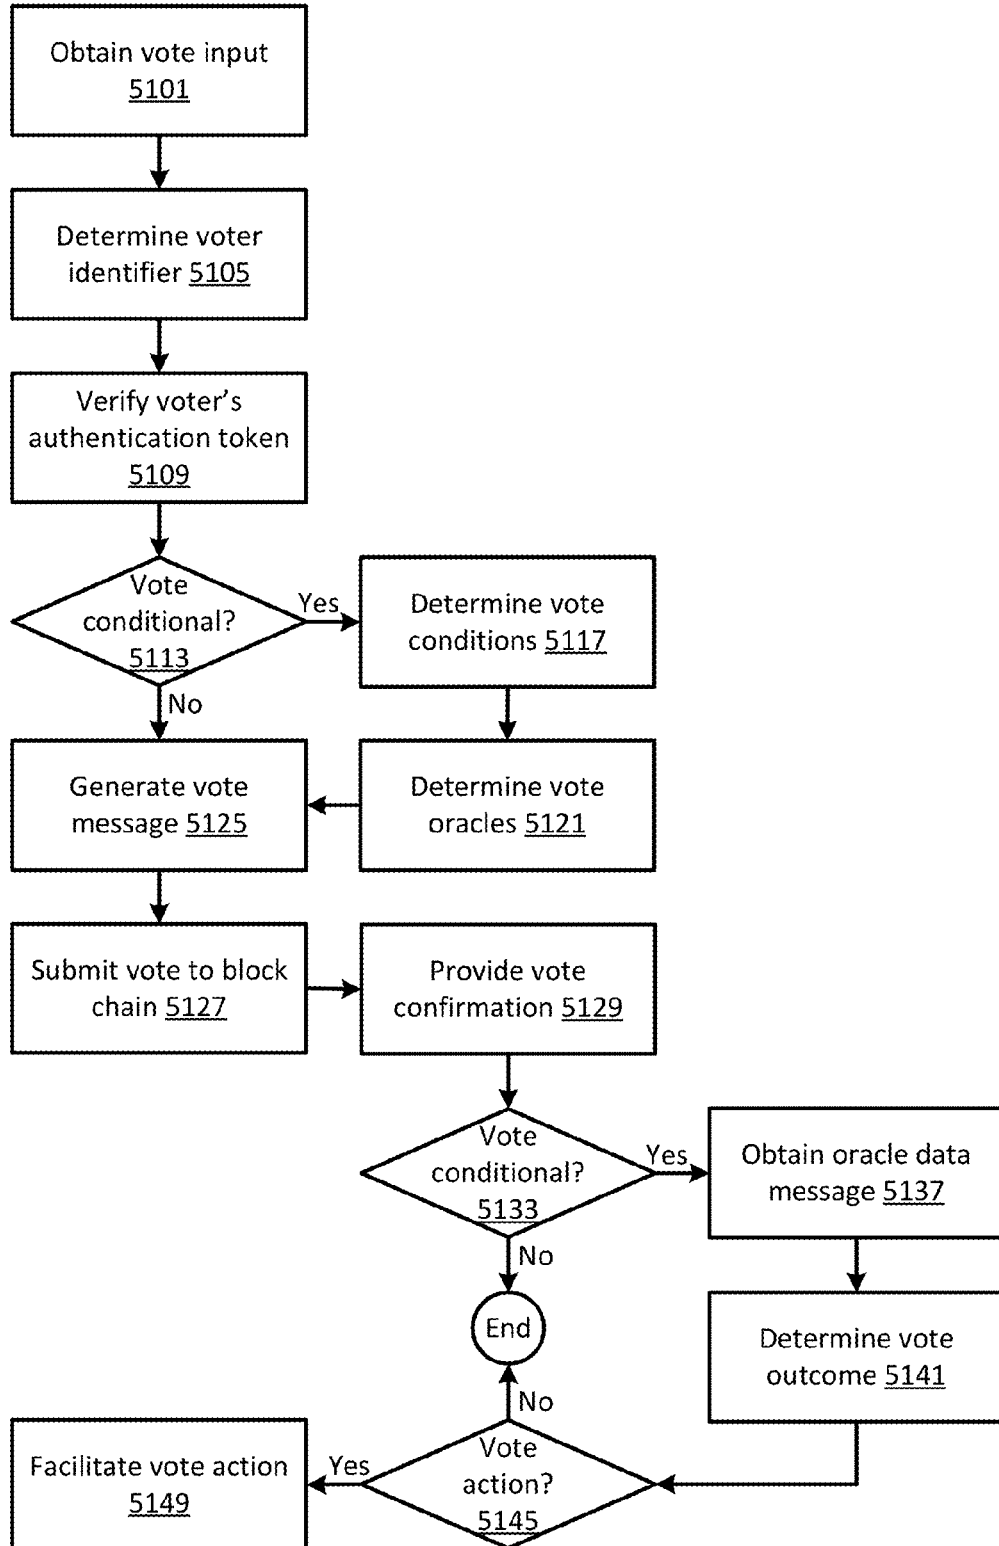 Obtain vote input
5101
Determine voter
identifier 5105
Verify voter's
authentication token
5109
Vote
conditional?
5113
Yes
Determine vote
conditions 5117
No
Generate vote
message 5125
Determine vote
oracles 5121
Submit vote to block
chain 5127
Provide vote
confirmation 5129
Vote
conditional?
5133
Yes
Obtain oracle data
message 5137
No
End
Determine vote
outcome 5141
No
Vote
action?
5145
Yes
Facilitate vote action
5149